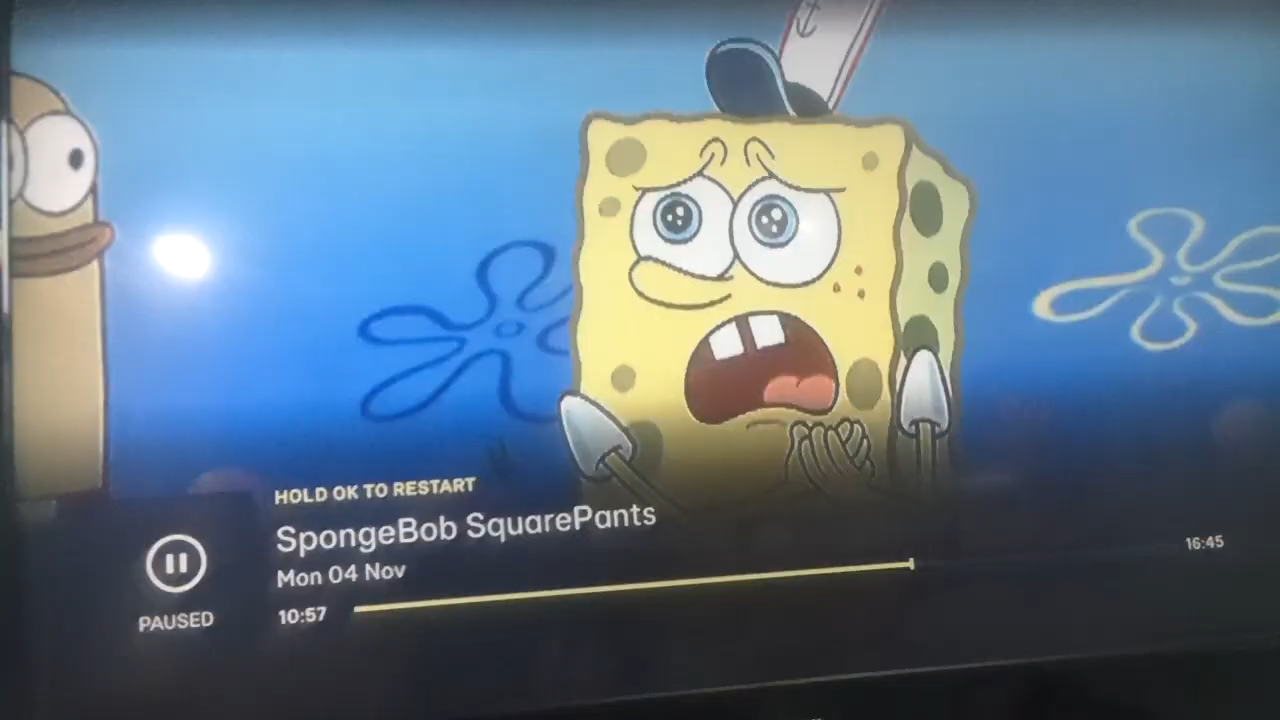 HOLD OK TO RESTART
SpongeBob SquarePants
Mon 04 Nov
10:57
16:45
PAUSED